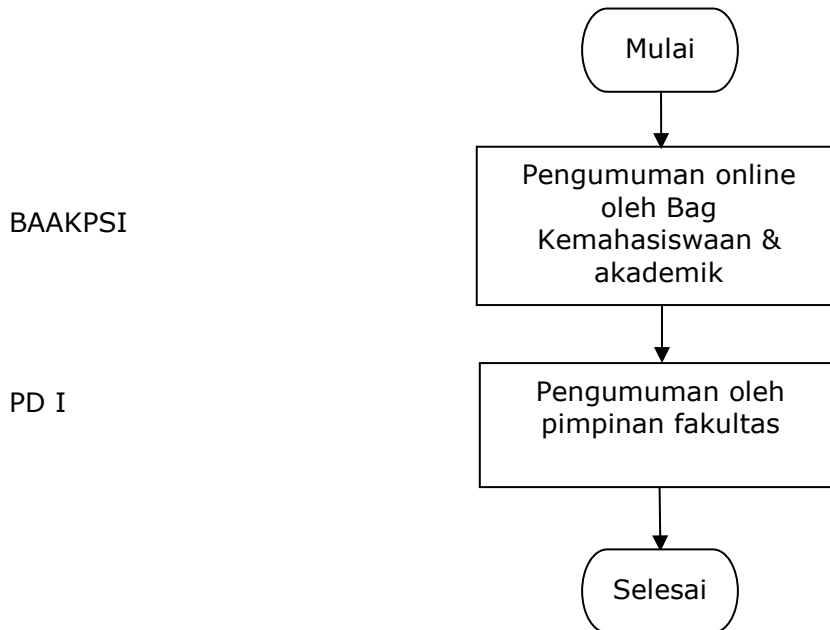 Mulai
BAAKPSI
Pengumuman online
oleh Bag
Kemahasiswaan &
akademik
PD I
Pengumuman oleh
pimpinan fakultas
Selesai